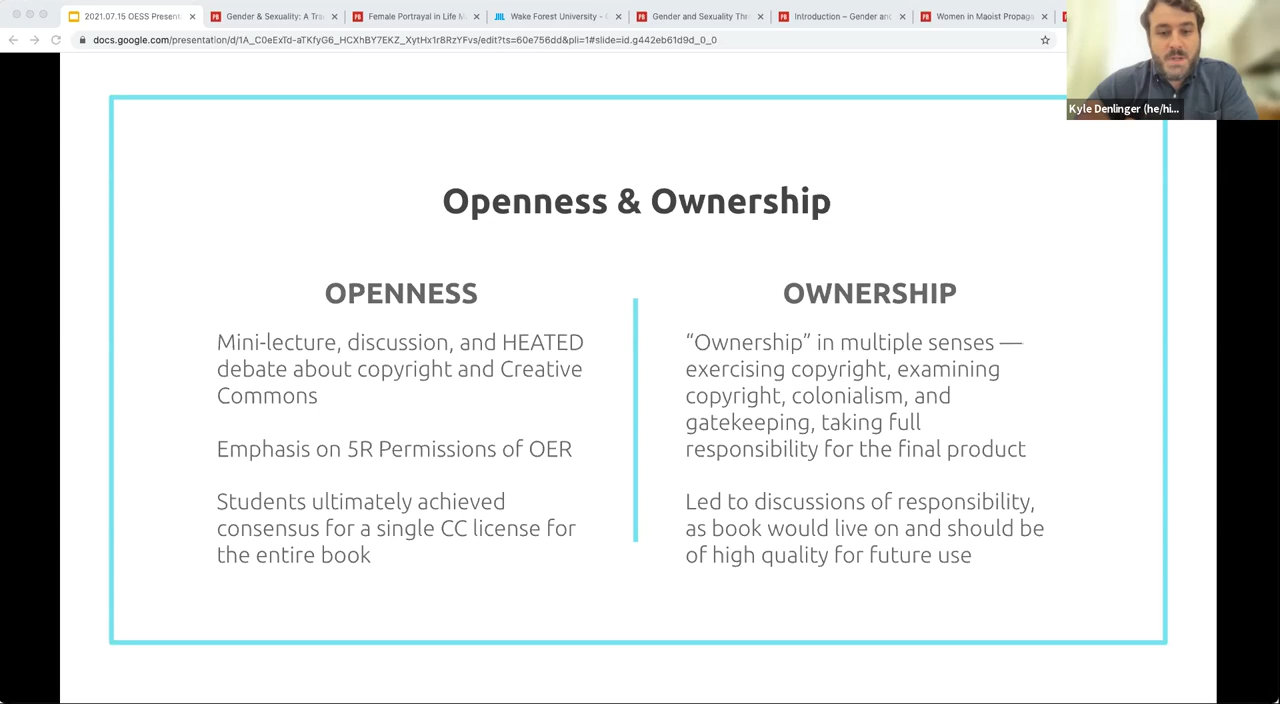 2021.07.15 OESS Present
Gender & Sexuality: A Tra
Female Portrayal in Life M
Wake Forest University –
Gender and Sexuality Thr
Introduction – Gender and
Women in Maoist Propaga
docs.google.com/presentation/d/1A_C0eExTd-aTKfyG6_HCXhBY7EKZ_XytHx1r8RzYFvs/edit?ts=60e756dd&pli=1#slide=id.g442eb61d9d_0_0
Kyle Denlinger (he/hi...
Openness & Ownership
OPENNESS
Mini-lecture, discussion, and HEATED
debate about copyright and Creative
Commons
Emphasis on 5R Permissions of OER
Students ultimately achieved
consensus for a single CC license for
the entire book
OWNERSHIP
“Ownership” in multiple senses —
exercising copyright, examining
copyright, colonialism, and
gatekeeping, taking full
responsibility for the final product
Led to discussions of responsibility,
as book would live on and should be
of high quality for future use